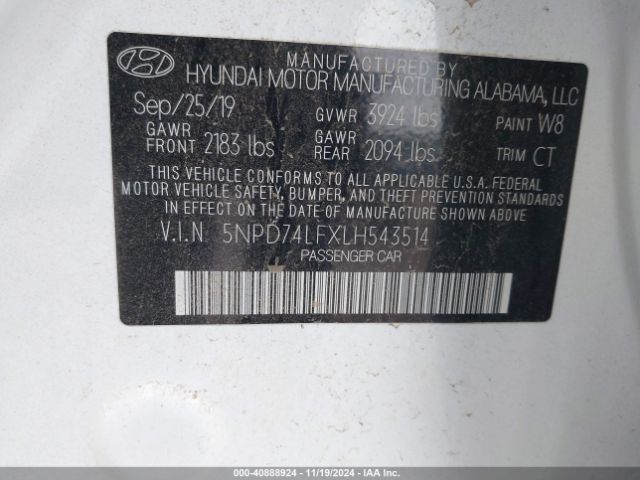 MANUFACTURED BY
HYUNDAI MOTOR MANUFACTURING ALABAMA, LLC
Sep/25/19 GVWR 3924 lbs PAINT W8
GAWR FRONT 2183 lbs GAWR REAR 2094 lbs TRIM CT
THIS VEHICLE CONFORMS TO ALL APPLICABLE U.S.A. FEDERAL
MOTOR VEHICLE SAFETY, BUMPER, AND THEFT PREVENTION STANDARDS
IN EFFECT ON THE DATE OF MANUFACTURE SHOWN ABOVE.
V.I.N 5NPD74LFXLH543514
PASSENGER CAR
000-40888924 - 11/19/2024 - IAA Inc.